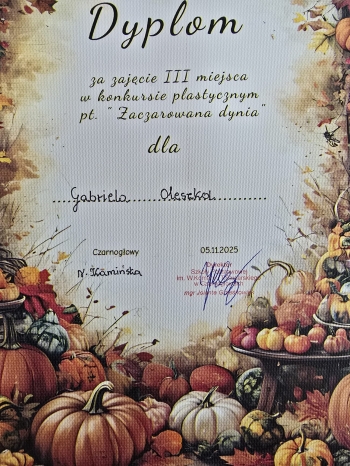 Dyplom
za zajęcie III miejsca
w konkursie plastycznym
pt. "Zaczarowana dynia"
dla
Gabriela Oleszka
Czarnogłowy 05.11.2025
N. Kamińska